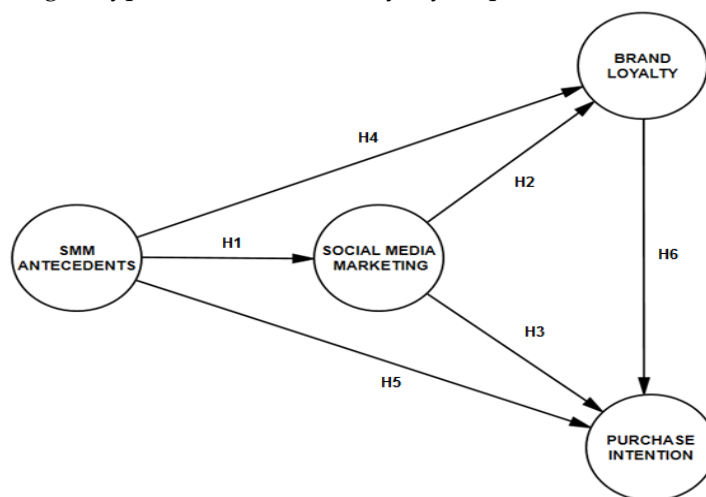 BRAND
LOYALTY
H4
H2
SMM
ANTECEDENTS
H1
SOCIAL MEDIA
MARKETING
H6
H3
H5
PURCHASE
INTENTION